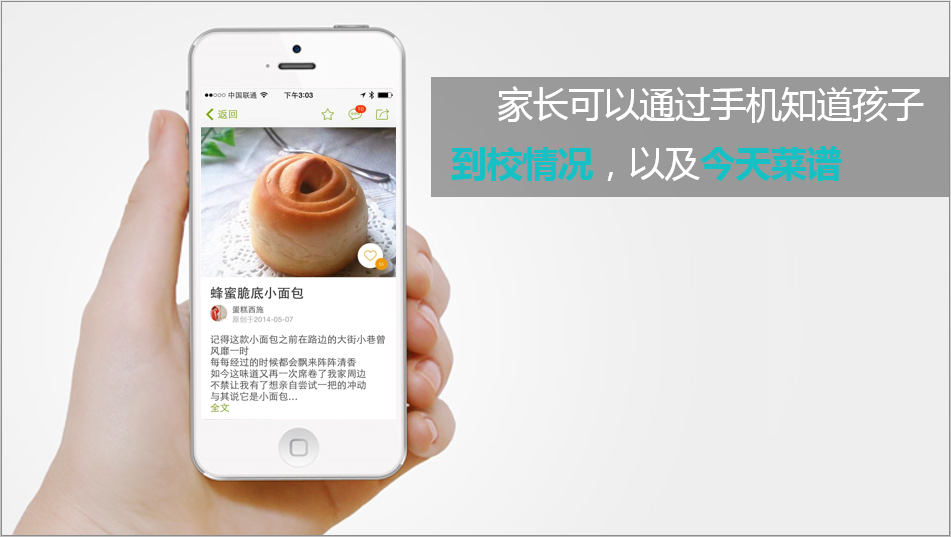 家长可以通过手机知道孩子
到校情况，以及今天菜谱
中国联通 下午3:03
返回
10
蜂蜜脆底小面包
蛋糕西施
原创于2014-05-07
记得这款小面包之前在路边的大街小巷曾
风靡一时
每每经过的时候都会飘来阵阵清香
如今这味道又再一次席卷了我家周边
不禁让我有了想亲自尝试一把的冲动
与其说它是小面包...
全文